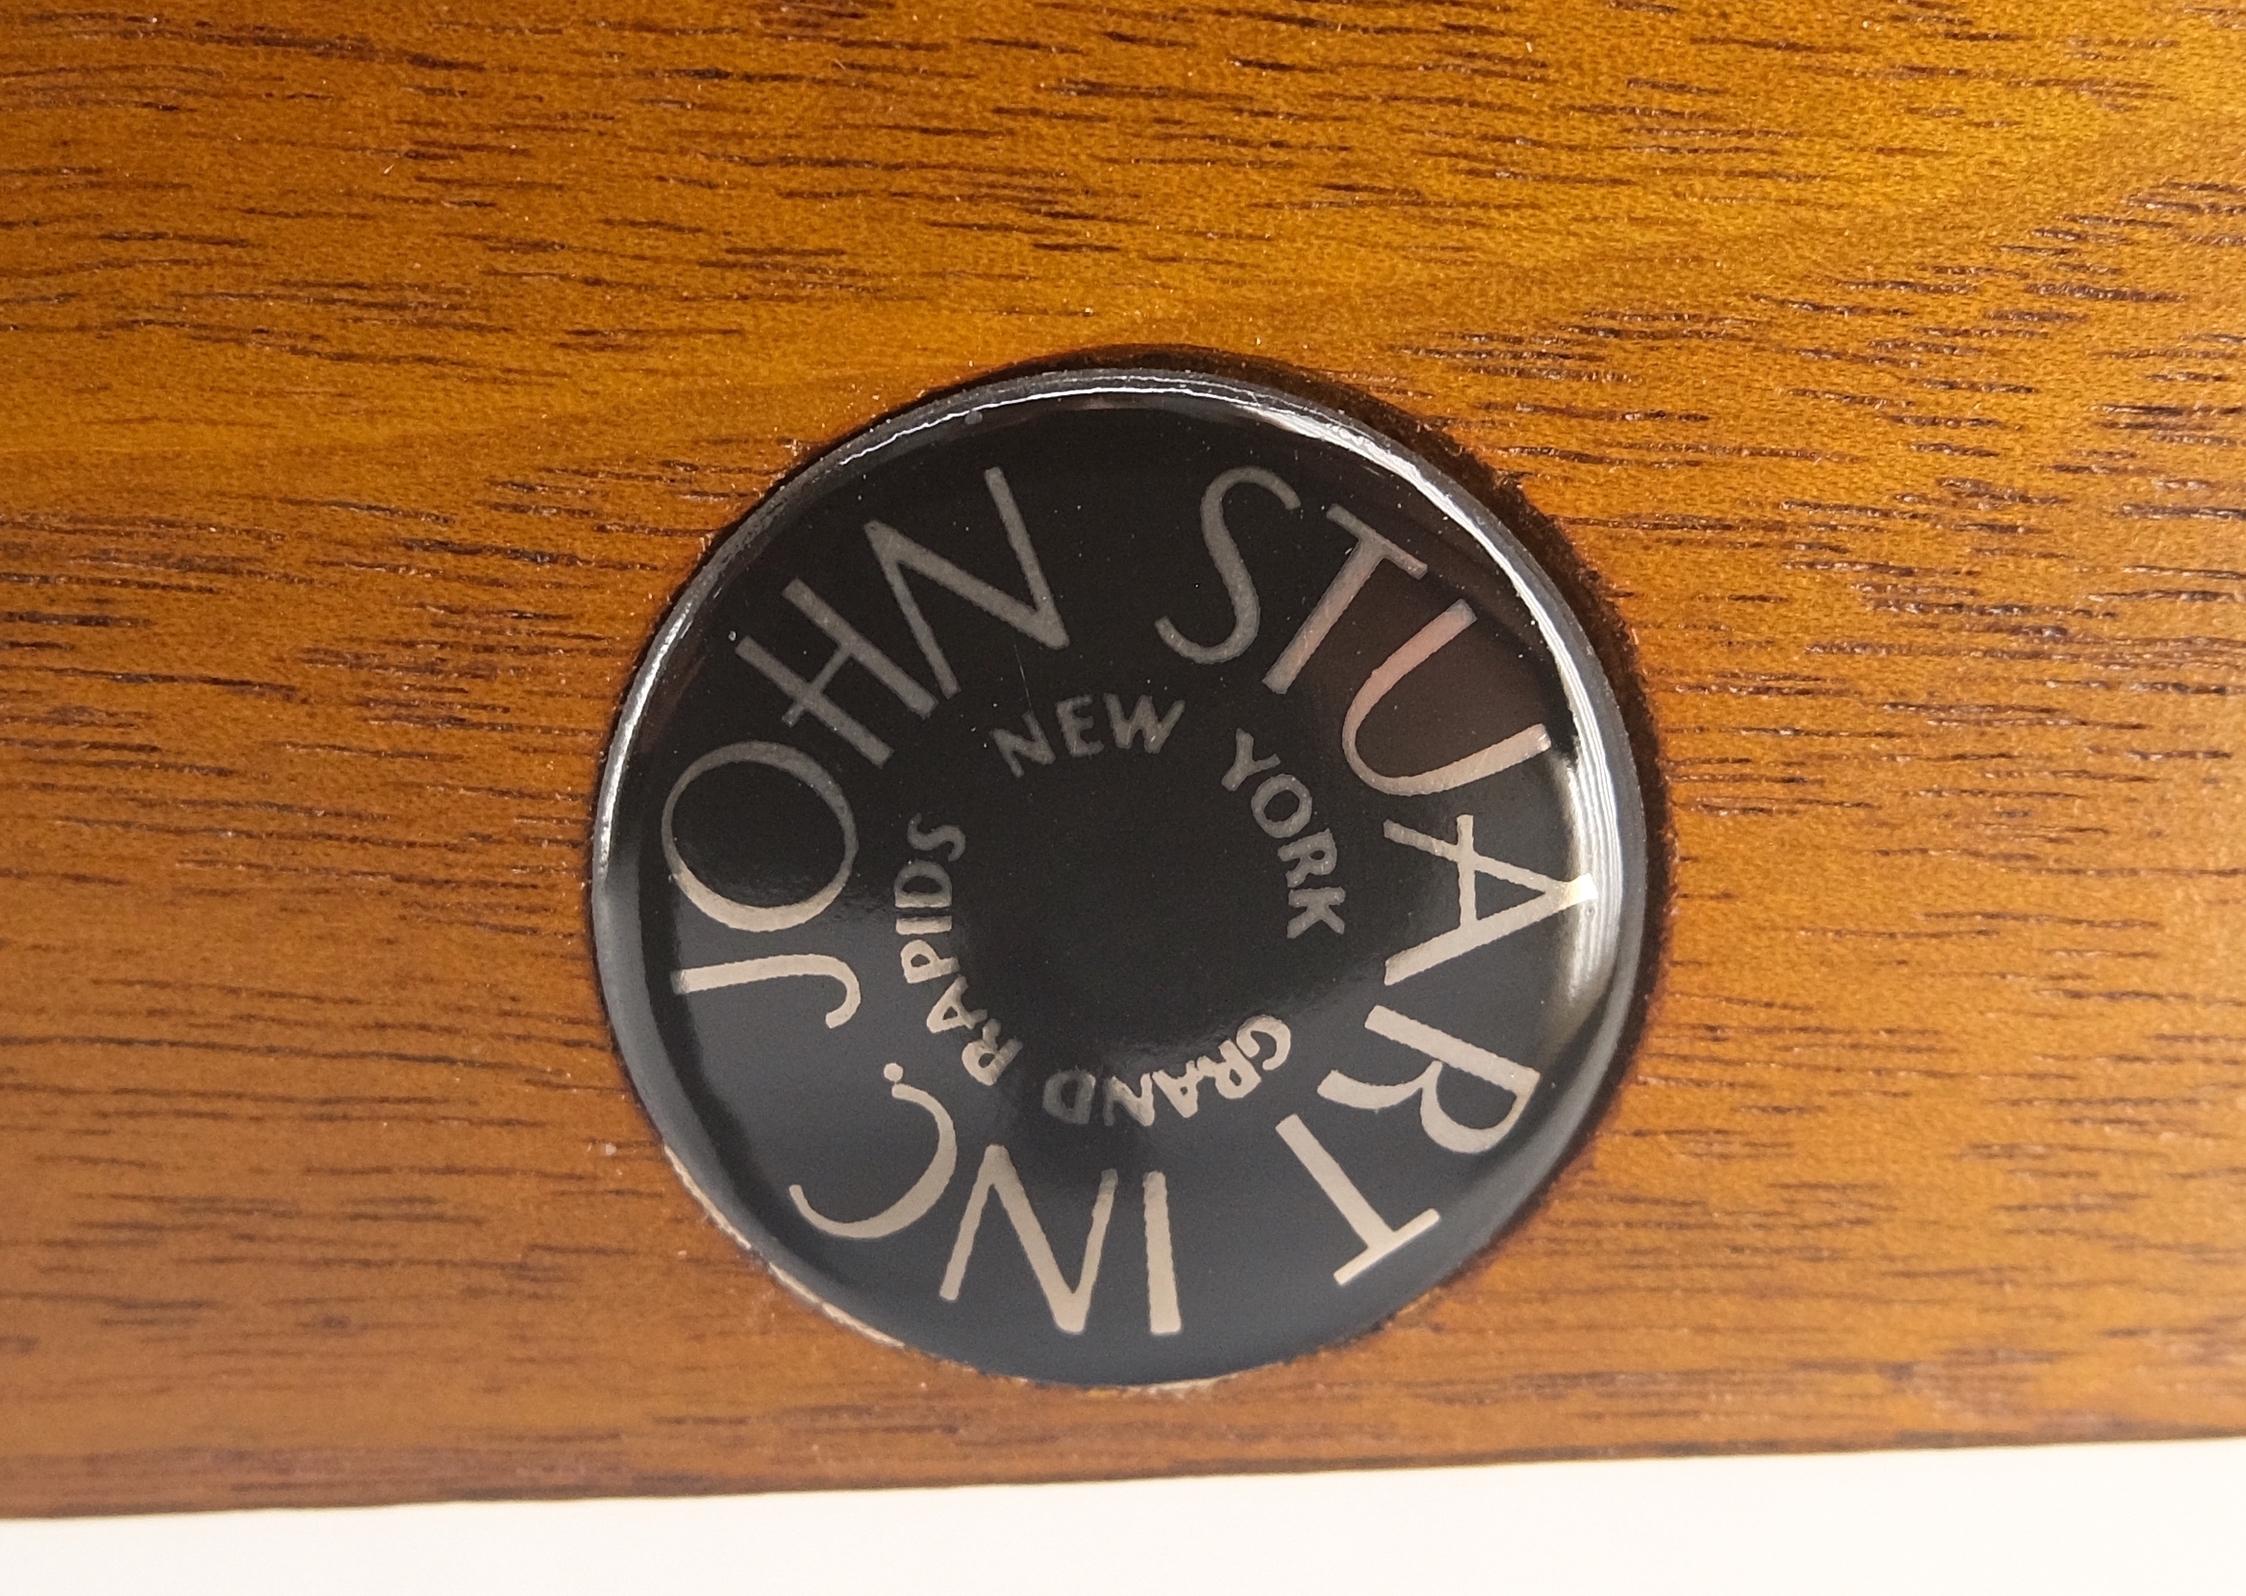 JOHN STUART INC.
NEW YORK GRAND RAPIDS